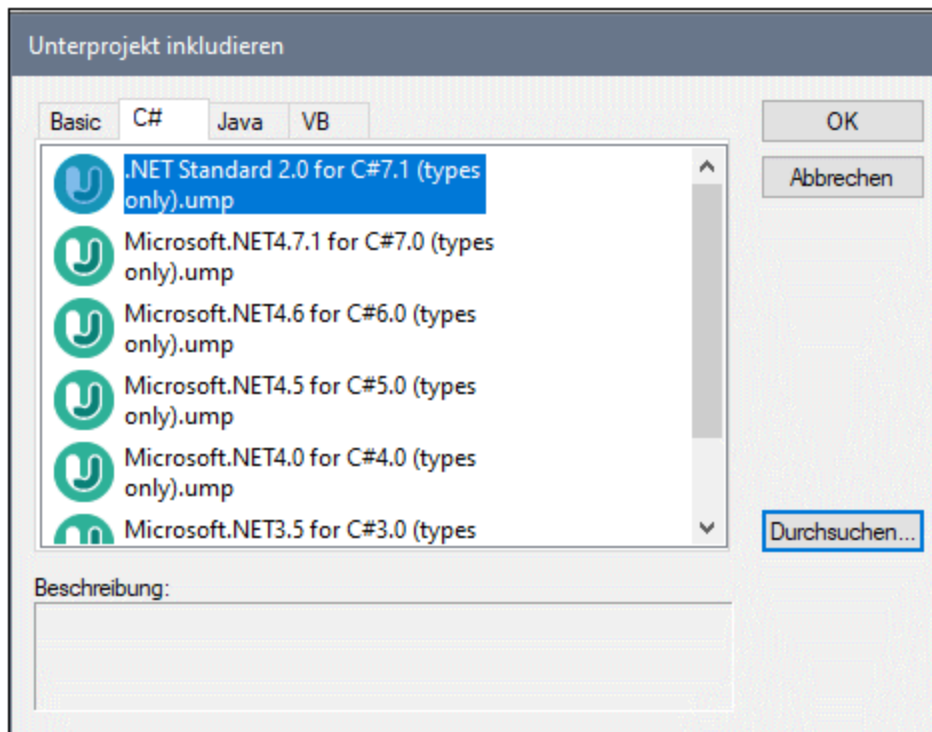 Unterprojekt inkludieren
Basic C# Java VB
OK
.NET Standard 2.0 for C#7.1 (types
only).ump
Abbrechen
Microsoft.NET4.7.1 for C#7.0 (types
only).ump
Microsoft.NET4.6 for C#6.0 (types
only).ump
Microsoft.NET4.5 for C#5.0 (types
only).ump
Microsoft.NET4.0 for C#4.0 (types
only).ump
Microsoft.NET3.5 for C#3.0 (types
Durchsuchen...
Beschreibung: